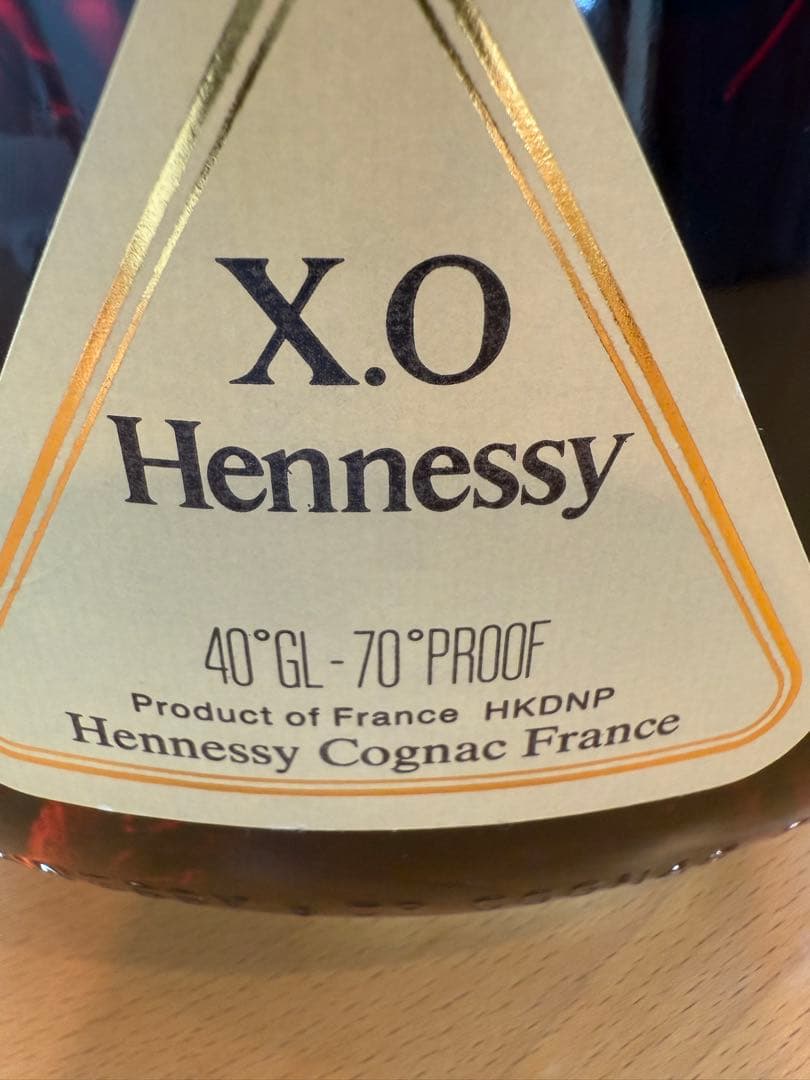 X.O
Hennessy
40°GL-70°PROOF
Product of France HKDNP
Hennessy Cognac France